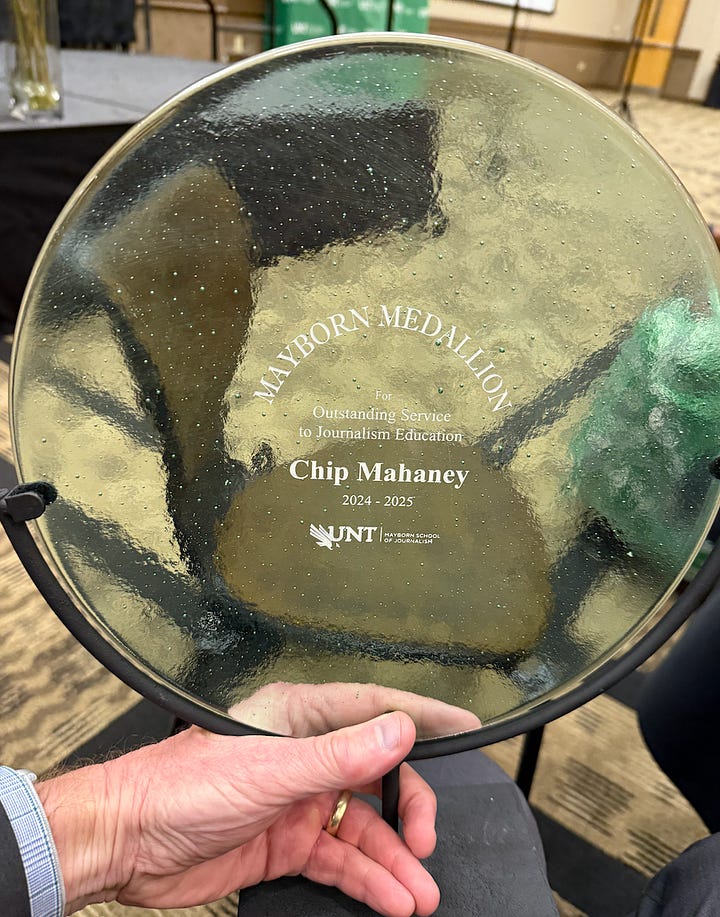 MAYBORN MEDALLION
For
Outstanding Service
to Journalism Education
Chip Mahaney
2024 - 2025
UNT MAYBORN SCHOOL
OF JOURNALISM